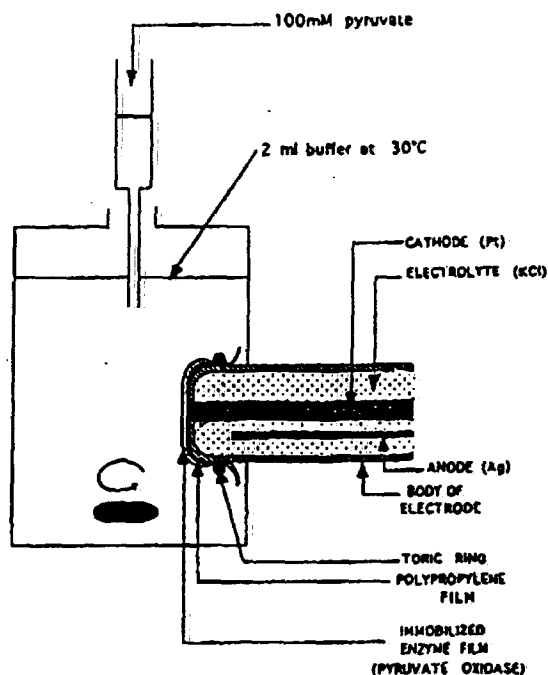 100mM pyruvate
2 ml buffer at 30°C
CATHODE (Pt)
ELECTROLYTE (KCl)
ANODE (Ag)
BODY OF
ELECTRODE
TORIC RING
POLYPROPYLENE
FILM
IMMOBILIZED
ENZYME FILM
(PYRUVATE OXIDASE)